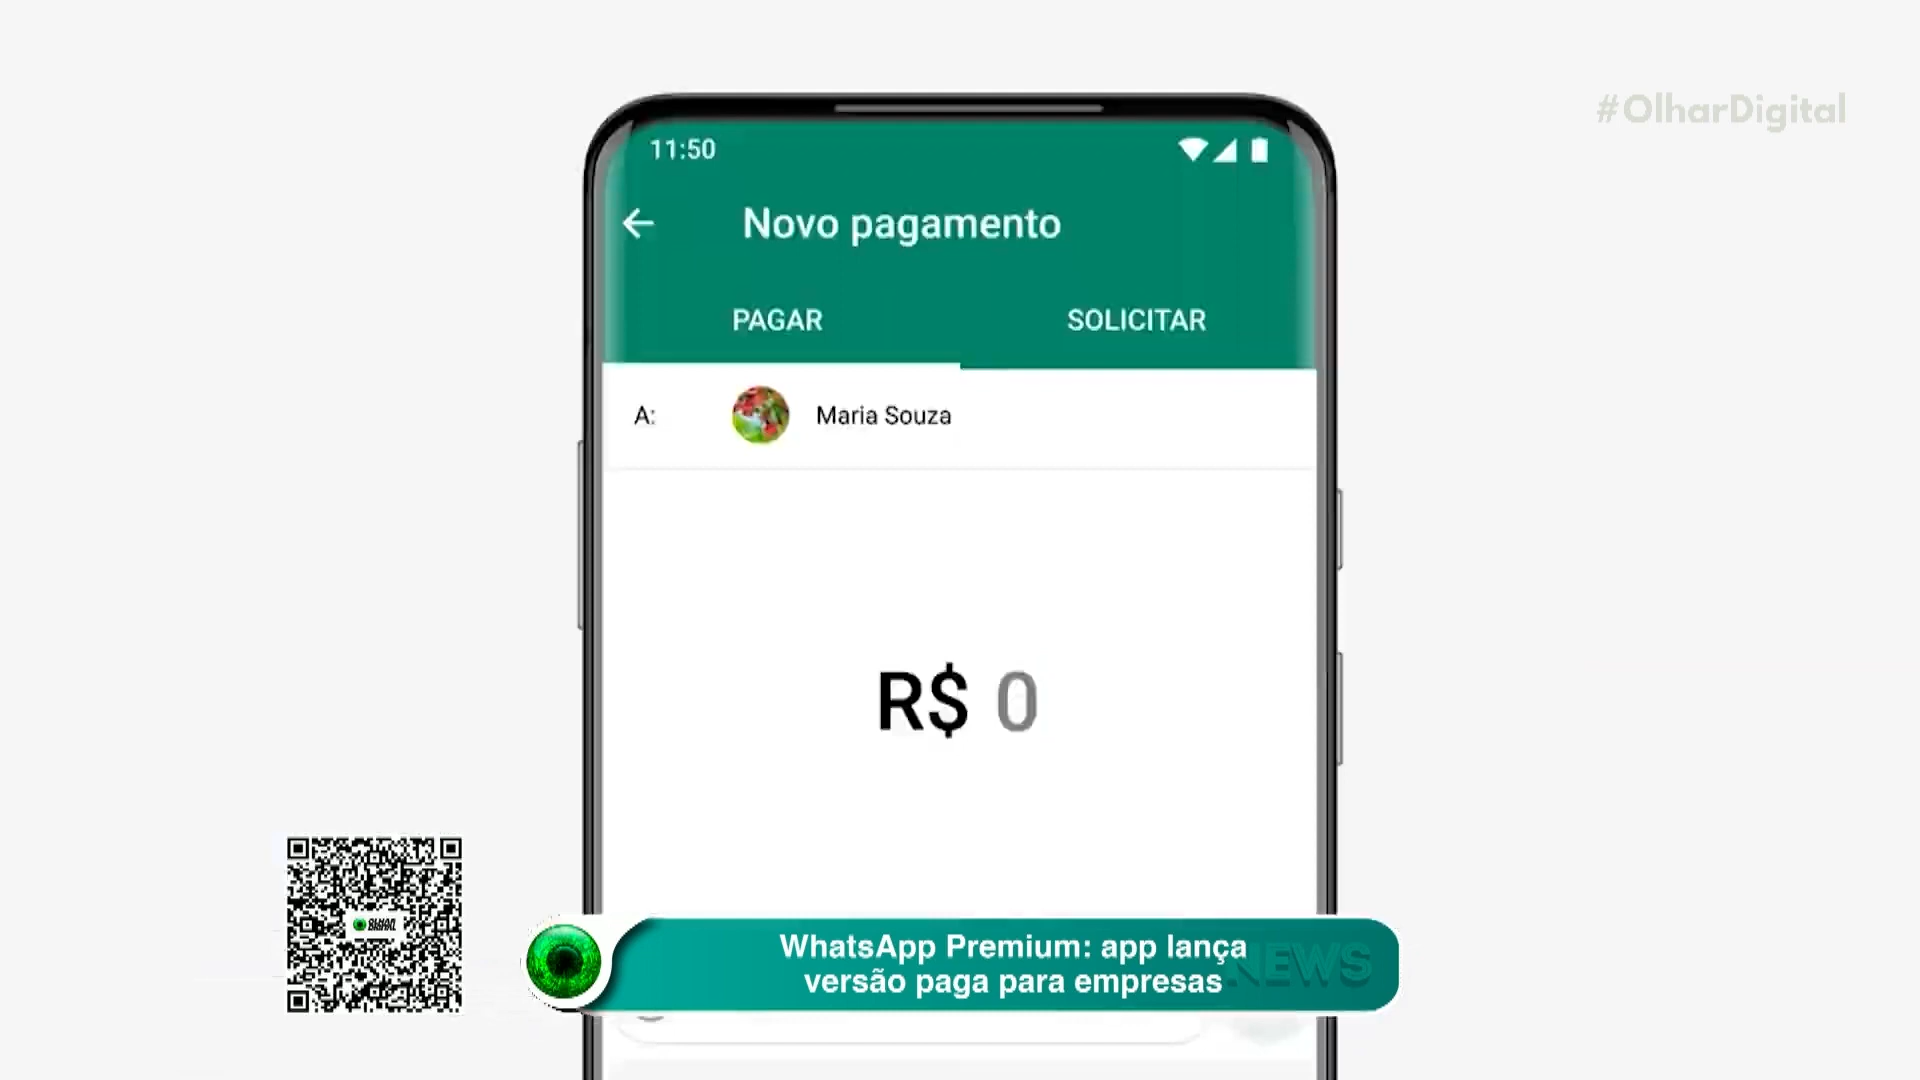 #OlharDigital
11:50
Novo pagamento
PAGAR
SOLICITAR
A:
Maria Souza
R$ 0
WhatsApp Premium: app lança
versão paga para empresas
NEWS